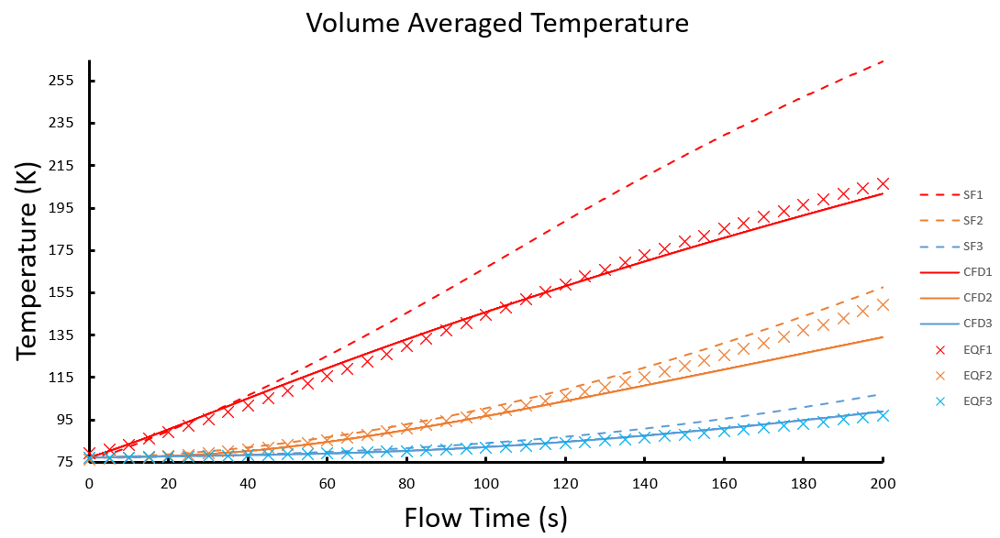 Volume Averaged Temperature
Temperature (K)
255
235
215
195
175
155
135
115
95
75
0 20 40 60 80 100 120 140 160 180 200
Flow Time (s)
SF1
SF2
SF3
CFD1
CFD2
CFD3
EQF1
EQF2
EQF3